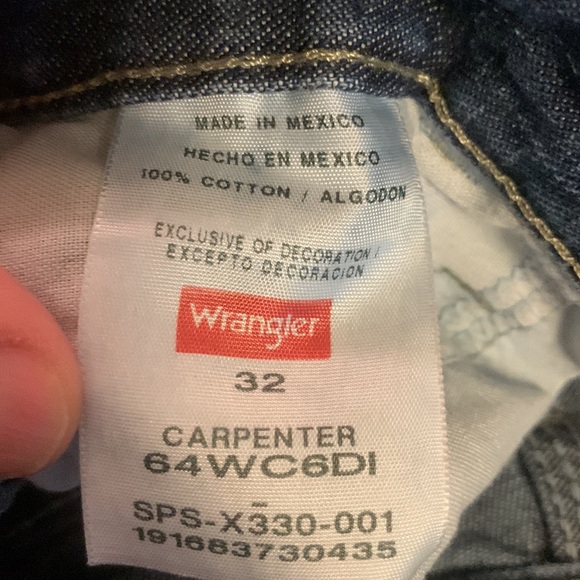 MADE IN MEXICO
HECHO EN MEXICO
100% COTTON / ALGODON
EXCLUSIVE OF DECORATION /
EXCEPTO DECORACION
Wrangler
32
CARPENTER
64WC6DI
SPS-X330-001
191683730435